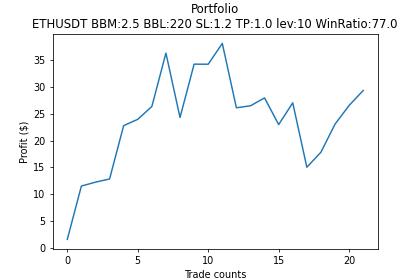 Portfolio
ETHUSDT BBM:2.5 BBL:220 SL:1.2 TP:1.0 lev:10 WinRatio:77.0
35
30
25
20
15
10
5
0
Profit ($)
0 5 10 15 20
Trade counts